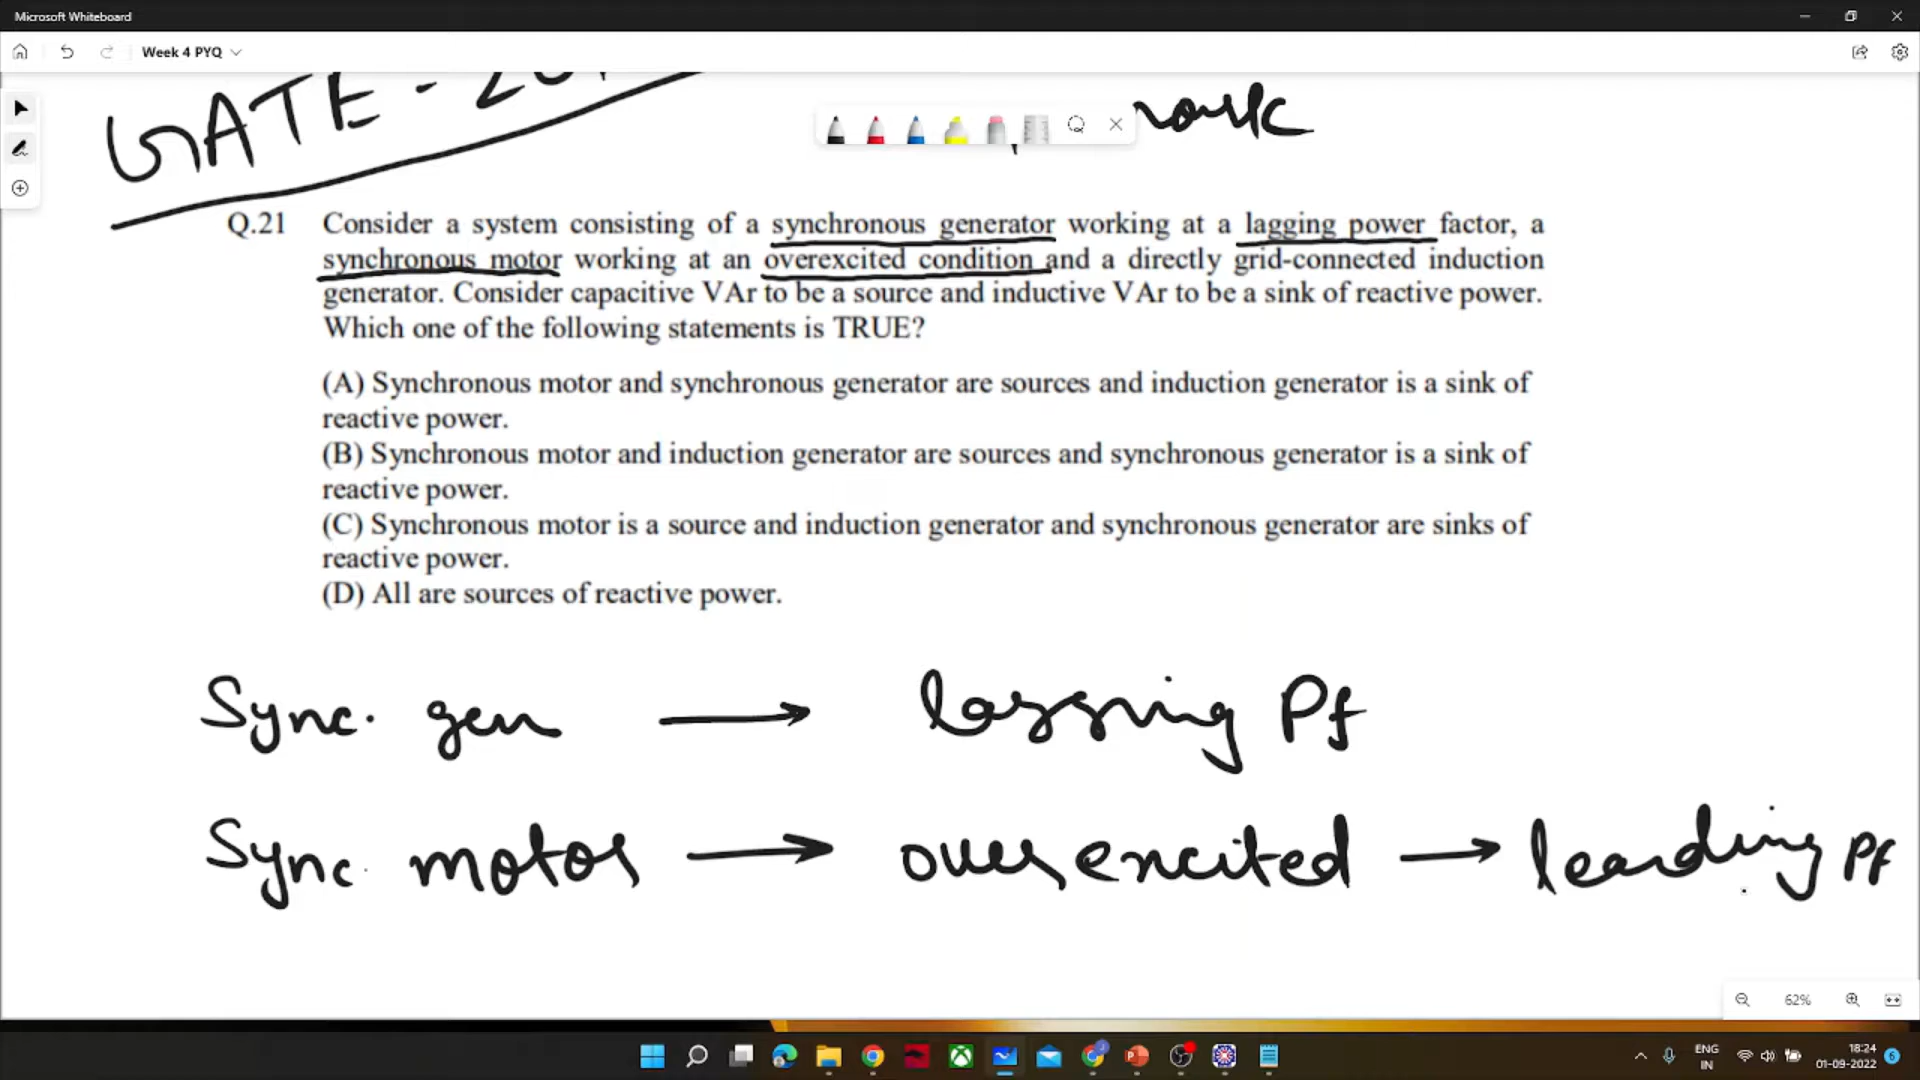 Microsoft Whiteboard
Week 4 PYQ
GATE - 20
mark
Q.21 Consider a system consisting of a synchronous generator working at a lagging power factor, a
synchronous motor working at an overexcited condition and a directly grid-connected induction
generator. Consider capacitive VAr to be a source and inductive VAr to be a sink of reactive power.
Which one of the following statements is TRUE?
(A) Synchronous motor and synchronous generator are sources and induction generator is a sink of
reactive power.
(B) Synchronous motor and induction generator are sources and synchronous generator is a sink of
reactive power.
(C) Synchronous motor is a source and induction generator and synchronous generator are sinks of
reactive power.
(D) All are sources of reactive power.
Sync. gen → lagging Pf
Sync. motor → over excited → leading Pf
62%
ENG
IN
18:24
01-09-2022
6